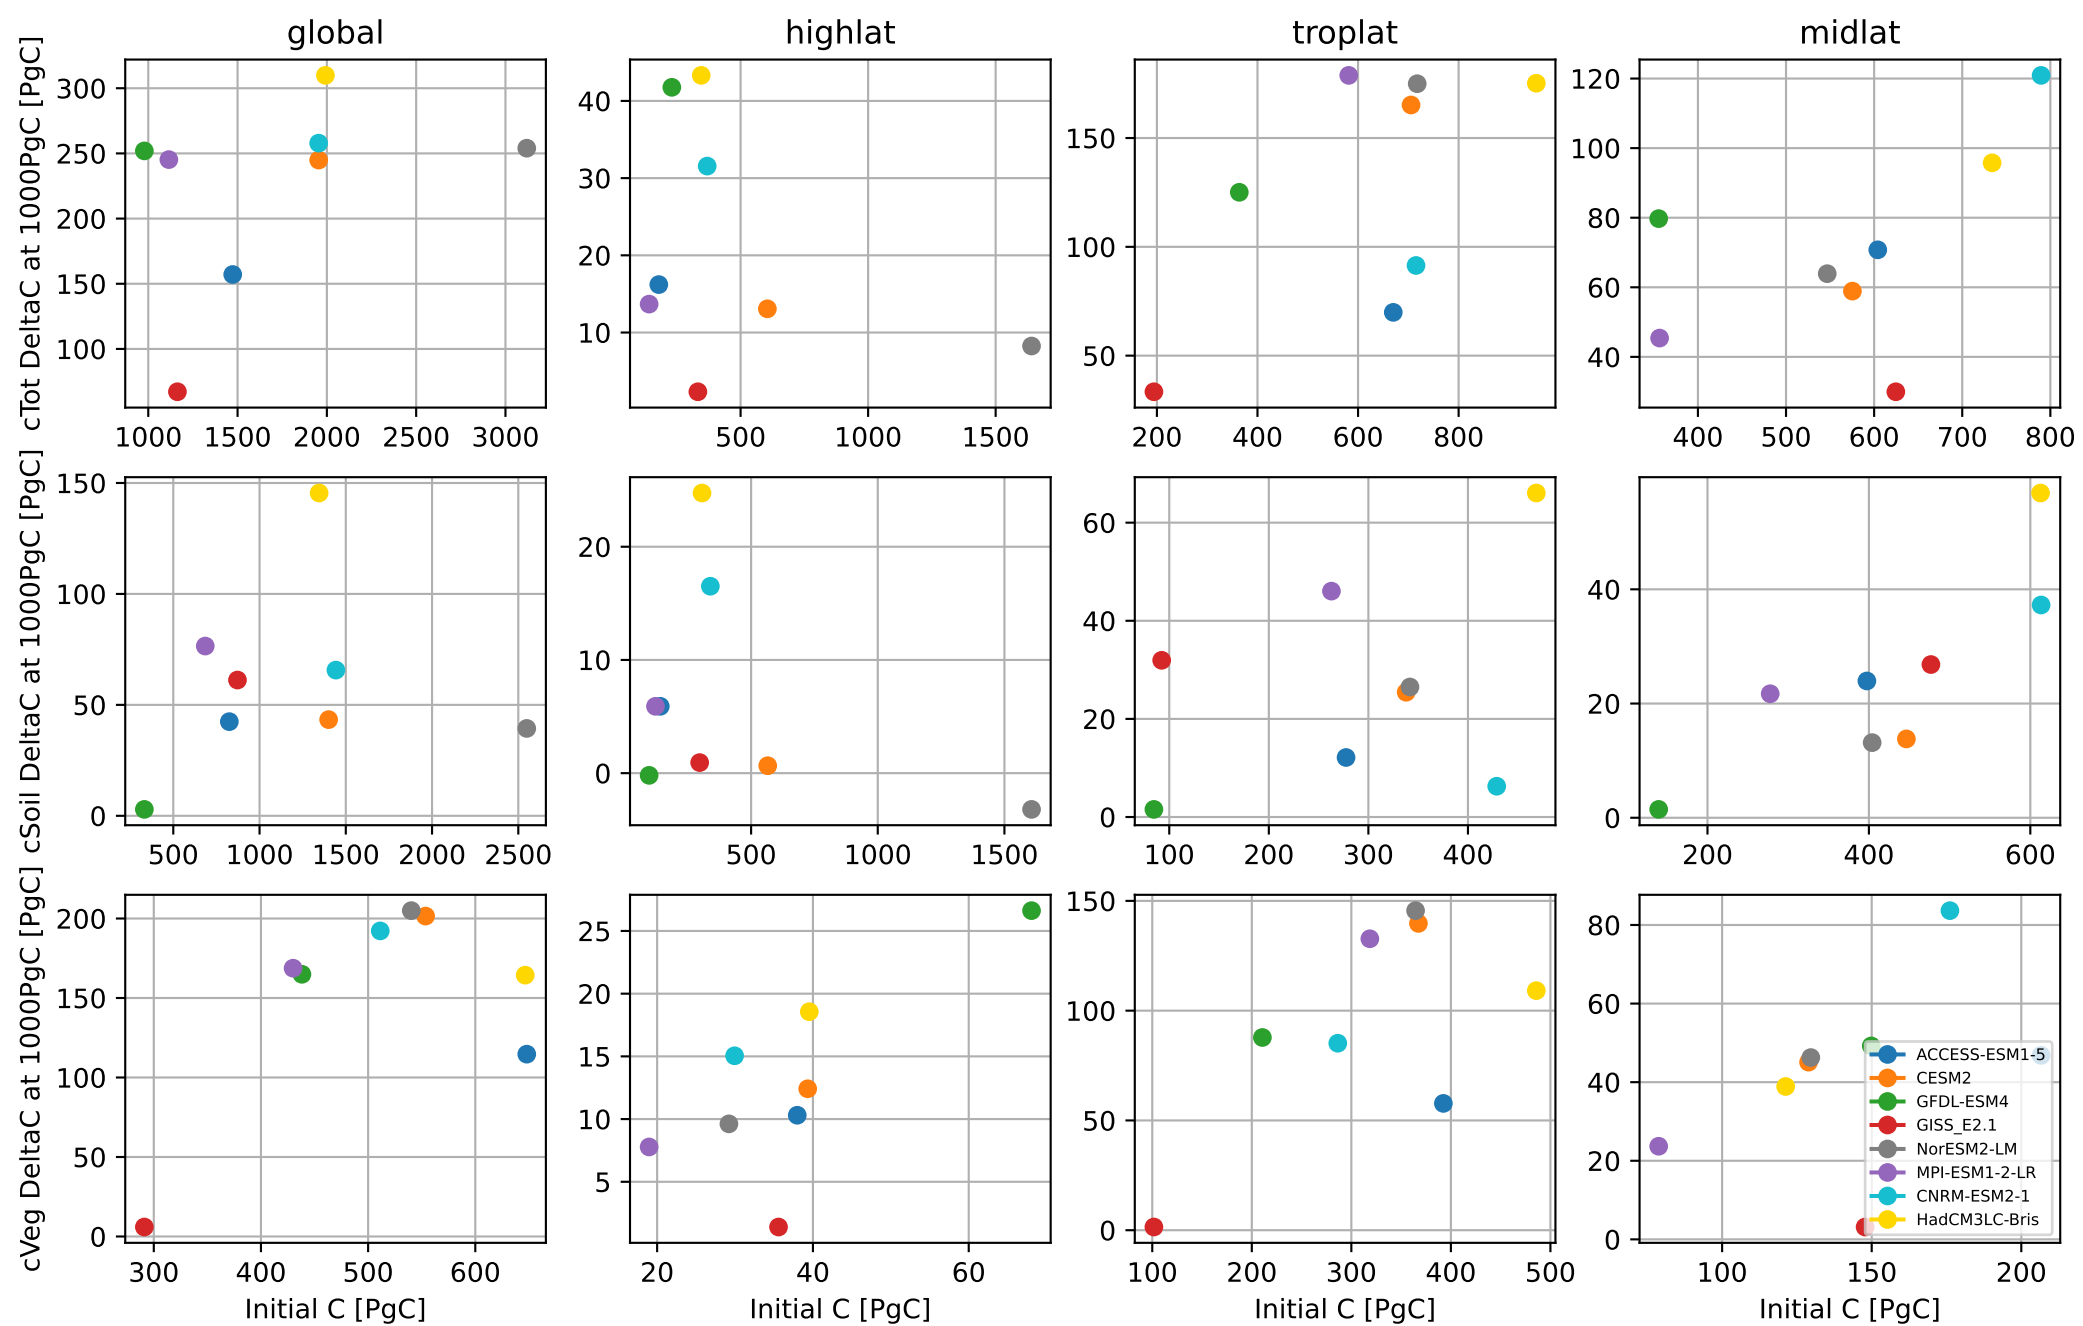 global highlat troplat midlat
cTot DeltaC at 1000PgC [PgC]
300 250 200 150 100
1000 1500 2000 2500 3000
40 30 20 10
500 1000 1500
150 100 50
200 400 600 800
120 100 80 60 40
400 500 600 700 800
cSoil DeltaC at 1000PgC [PgC]
150 100 50 0
500 1000 1500 2000 2500
20 10 0
500 1000 1500
60 40 20 0
100 200 300 400
40 20 0
200 400 600
cVeg DeltaC at 1000PgC [PgC]
200 150 100 50 0
300 400 500 600
Initial C [PgC]
25 20 15 10 5
20 40 60
Initial C [PgC]
150 100 50 0
100 200 300 400 500
Initial C [PgC]
80 60 40 20 0
100 150 200
Initial C [PgC]
ACCESS-ESM1-5
CESM2
GFDL-ESM4
GISS_E2.1
NorESM2-LM
MPI-ESM1-2-LR
CNRM-ESM2-1
HadCM3LC-Bris